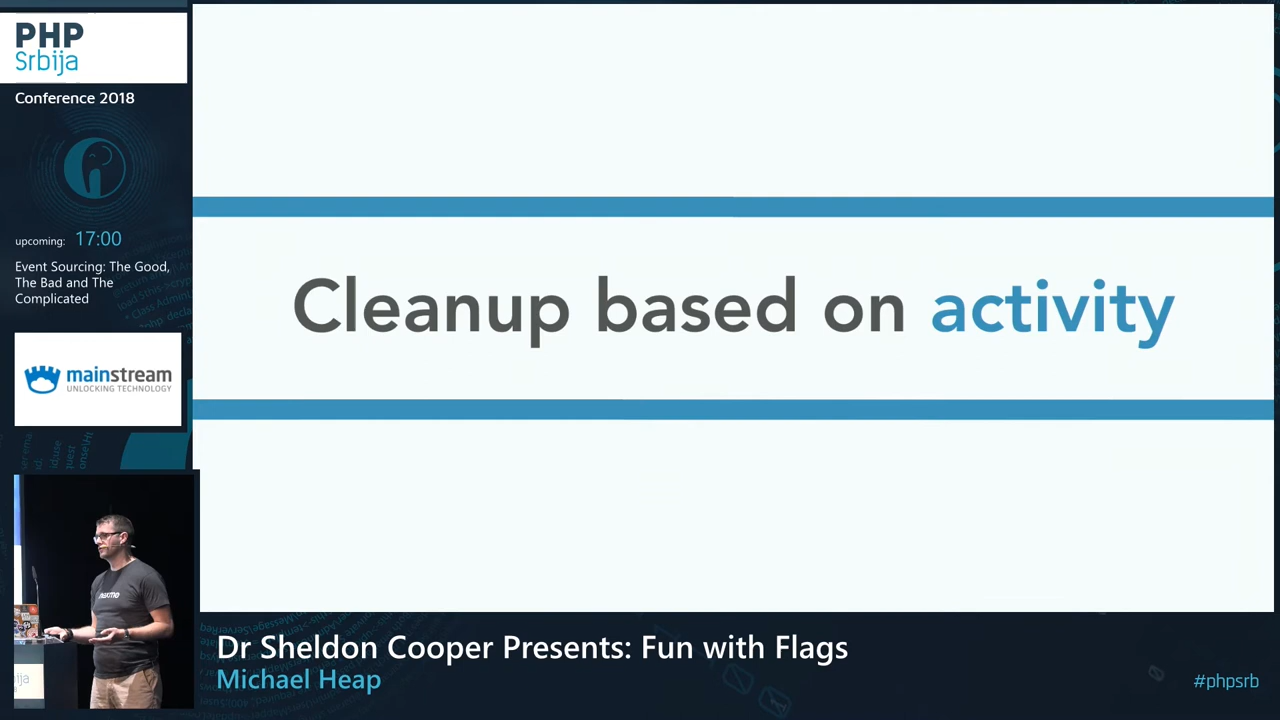 PHP
Srbija
Conference 2018
upcoming: 17:00
Event Sourcing: The Good,
The Bad and The
Complicated
mainstream
UNLOCKING TECHNOLOGY
Cleanup based on activity
nexmo
Dr Sheldon Cooper Presents: Fun with Flags
Michael Heap
#phpsrb